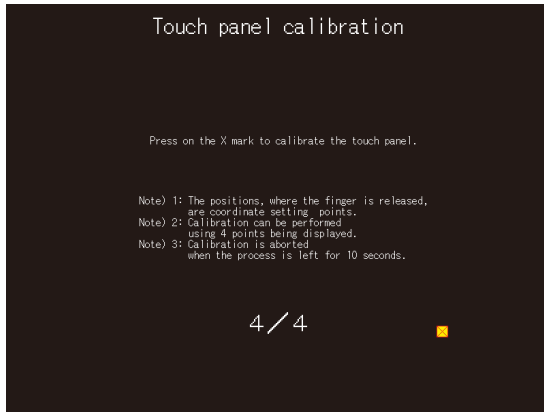 Touch panel calibration
Press on the X mark to calibrate the touch panel.
Note) 1: The positions, where the finger is released,
are coordinate setting points.
Note) 2: Calibration can be performed
using 4 points being displayed.
Note) 3: Calibration is aborted
when the process is left for 10 seconds.
4/4